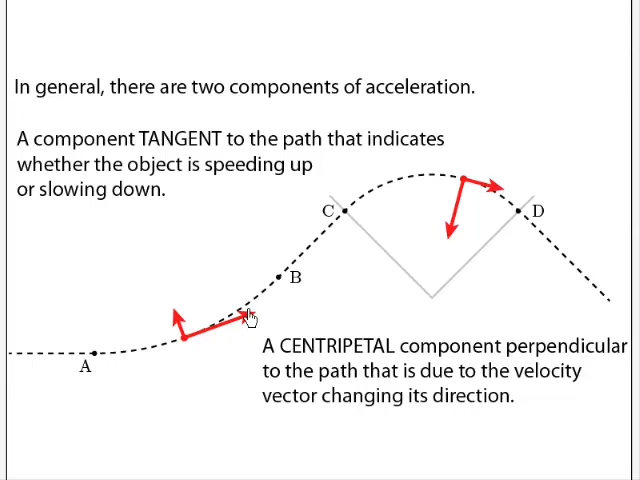 In general, there are two components of acceleration.
A component TANGENT to the path that indicates
whether the object is speeding up
or slowing down.
C
D
B
A
A CENTRIPETAL component perpendicular
to the path that is due to the velocity
vector changing its direction.